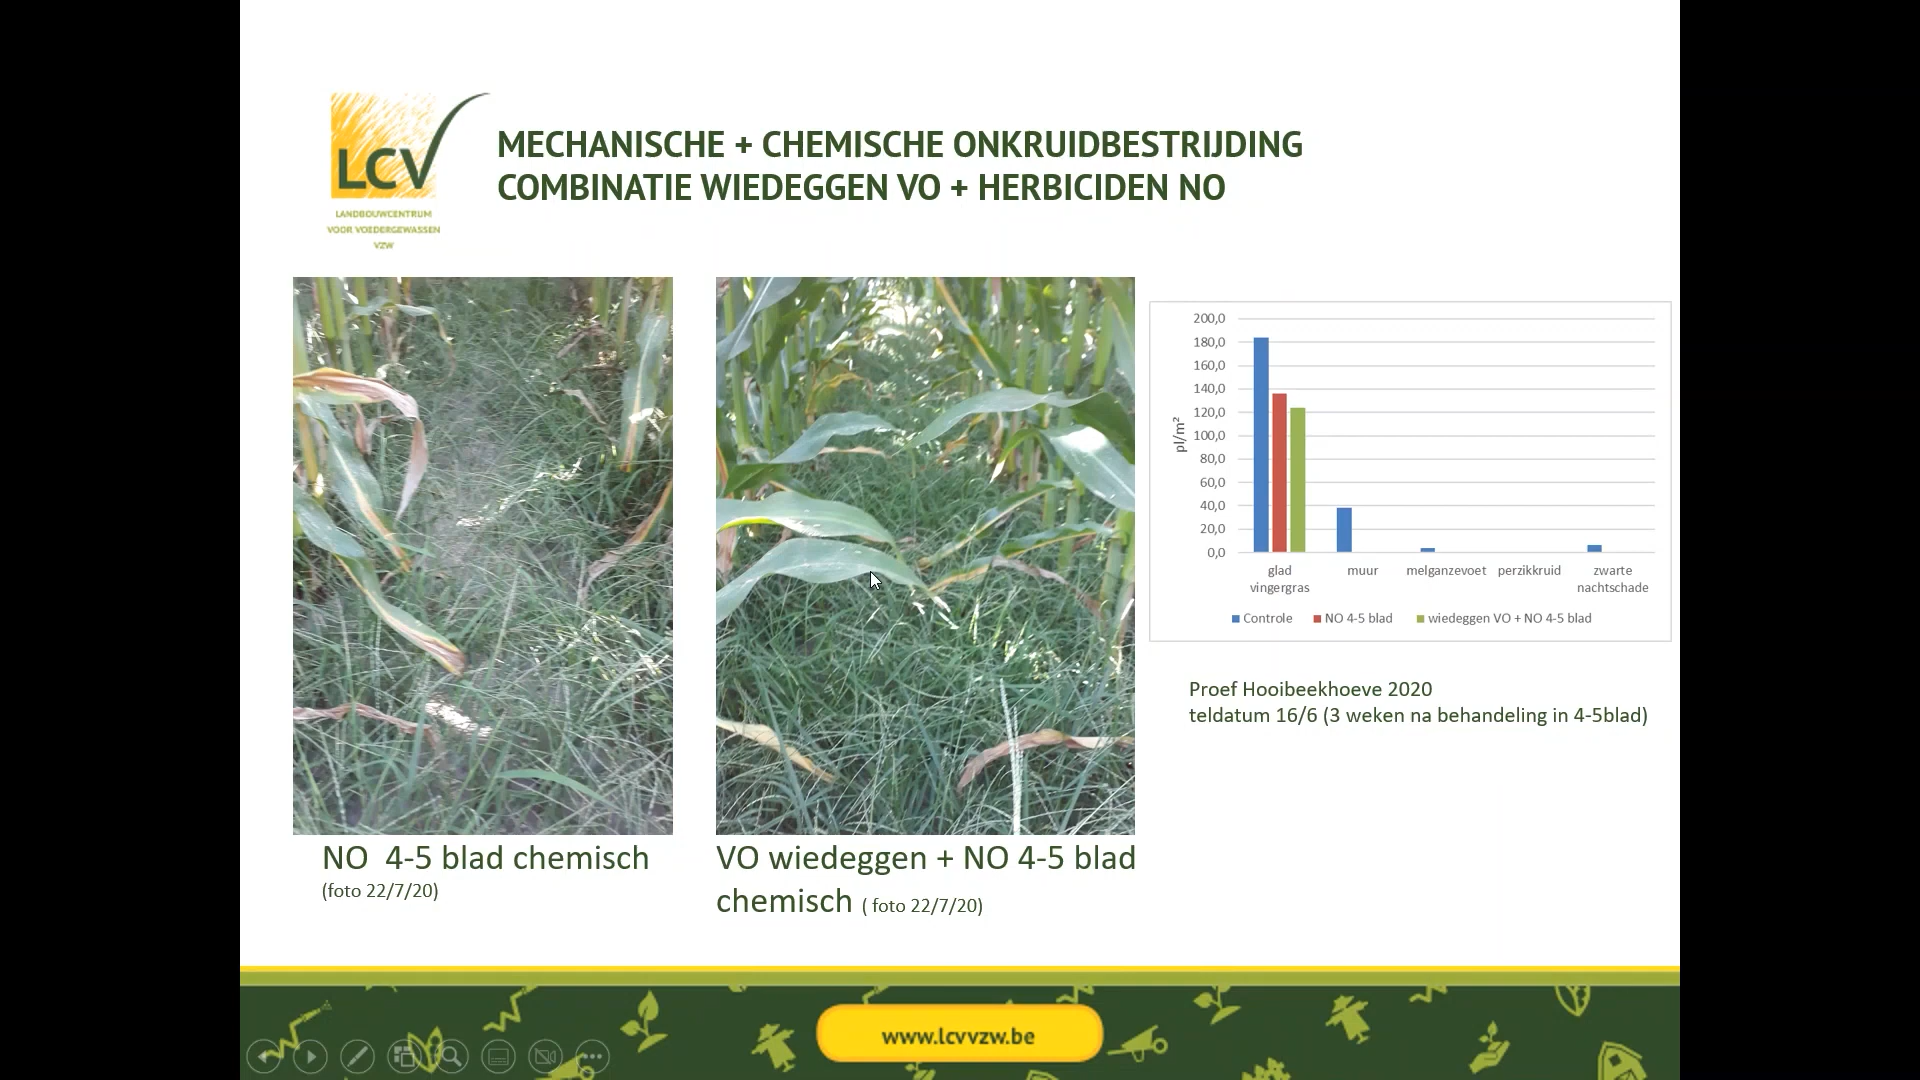 LCV
LANDBOUWCENTRUM
VOOR VOEDERGEWASSEN
VZW
MECHANISCHE + CHEMISCHE ONKRUIDBESTRIJDING
COMBINATIE WIEDEGGEN VO + HERBICIDEN NO
200,0
180,0
160,0
140,0
120,0
100,0
80,0
60,0
40,0
20,0
0,0
pl/m²
glad vingergras
muur
melganzevoet
perzikkruid
zwarte nachtschade
Controle
NO 4-5 blad
wiedeggen VO + NO 4-5 blad
Proef Hooibeekhoeve 2020
teldatum 16/6 (3 weken na behandeling in 4-5blad)
NO 4-5 blad chemisch
(foto 22/7/20)
VO wiedeggen + NO 4-5 blad
chemisch ( foto 22/7/20)
www.lcvvzw.be